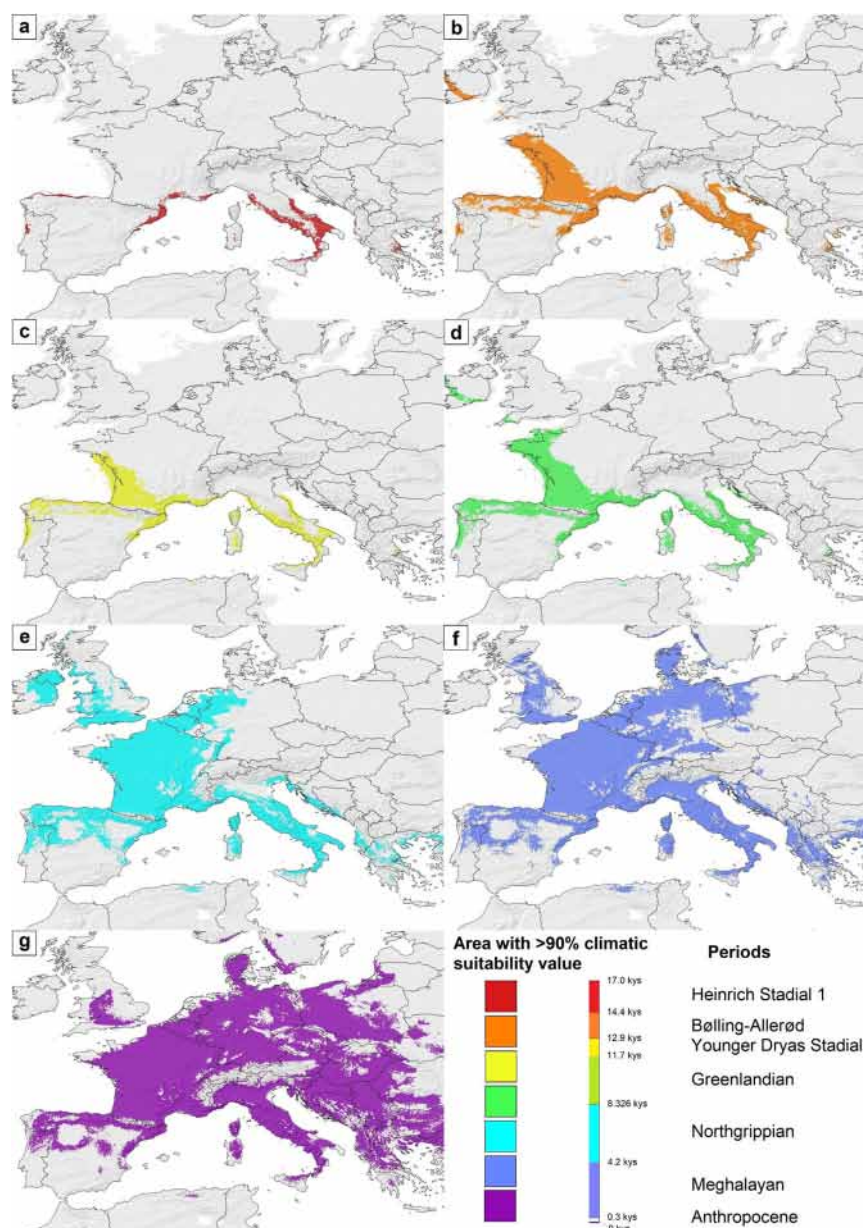 a
b
c
d
e
f
g
Area with >90% climatic
suitability value
Periods
17.0 kys
14.4 kys
12.9 kys
11.7 kys
8.326 kys
4.2 kys
0.3 kys
Heinrich Stadial 1
Bølling-Allerød
Younger Dryas Stadial
Greenlandian
Northgrippian
Meghalayan
Anthropocene